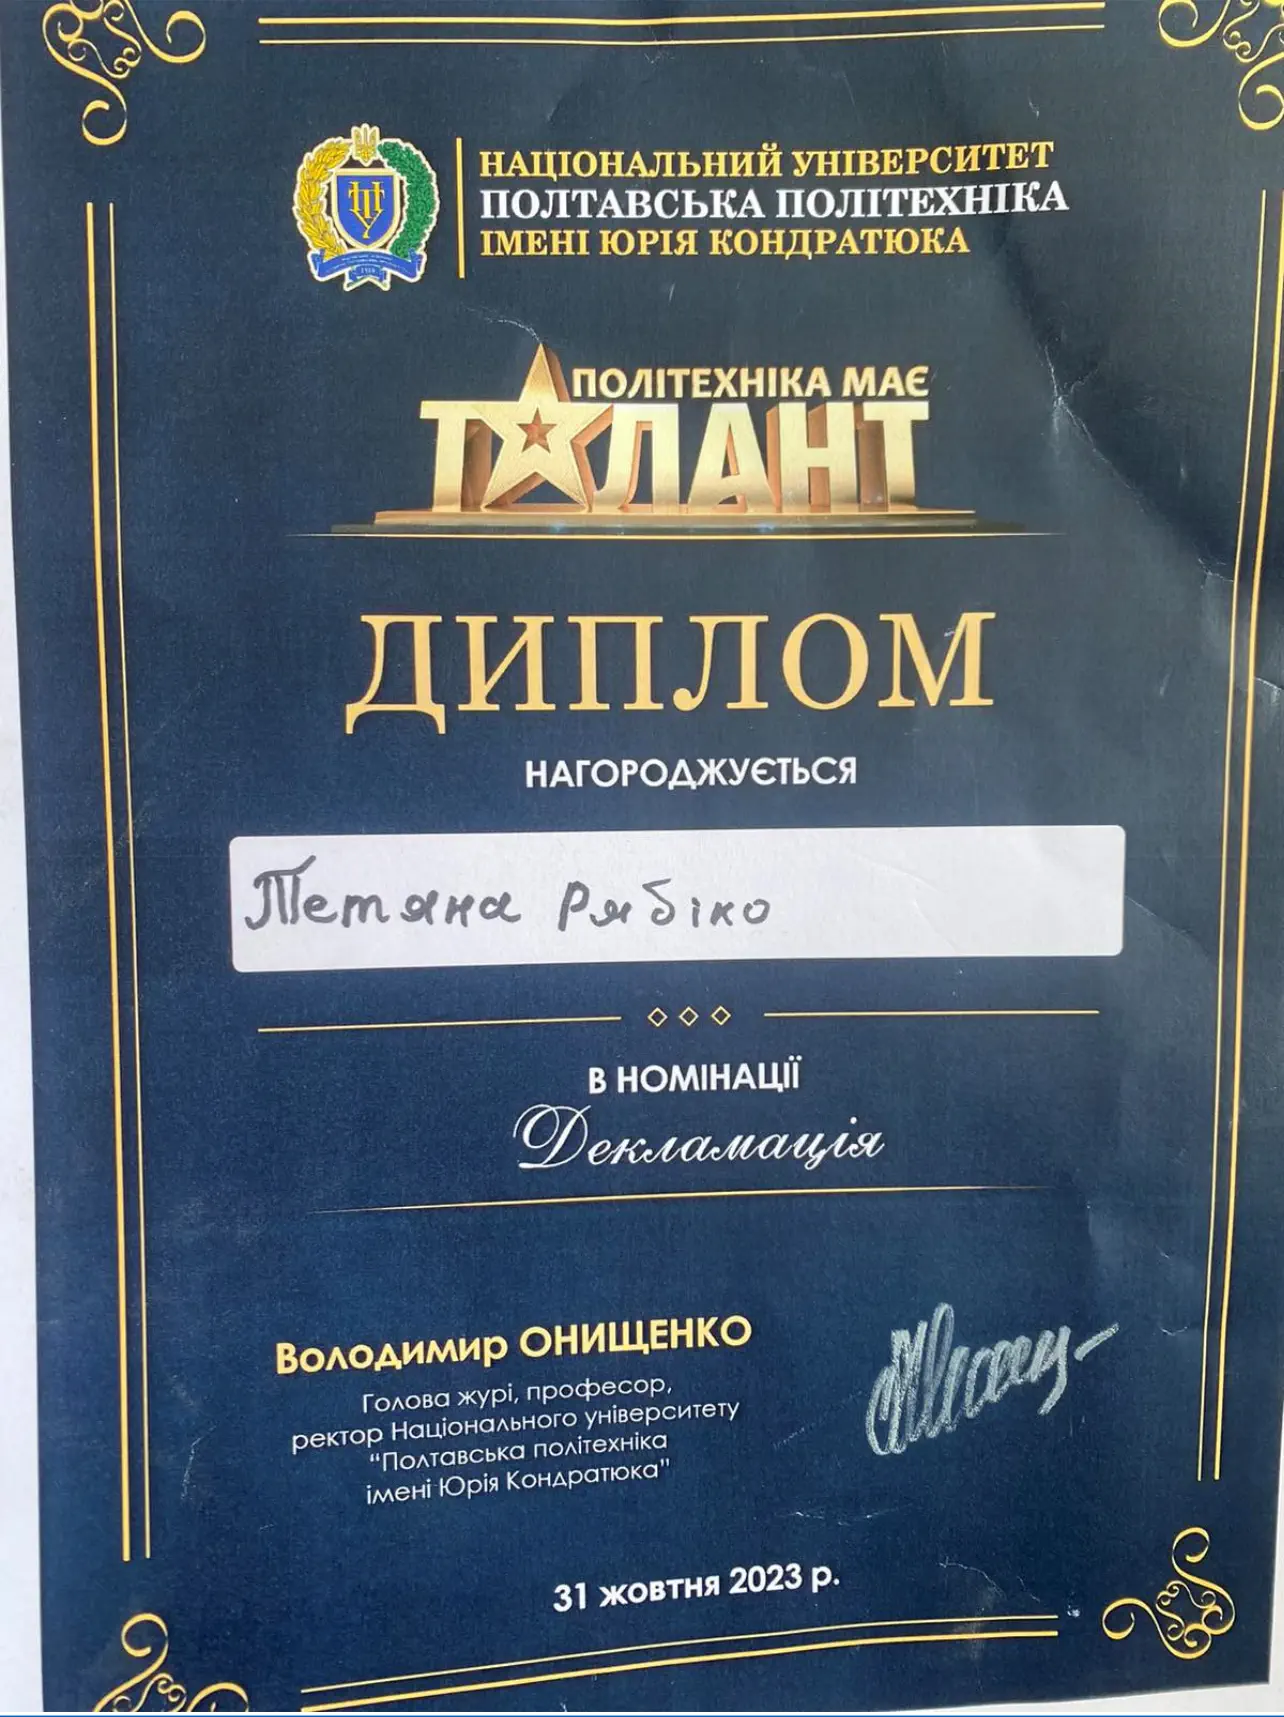 НАЦІОНАЛЬНИЙ УНІВЕРСИТЕТ
ПОЛТАВСЬКА ПОЛІТЕХНІКА
ІМЕНІ ЮРІЯ КОНДРАТЮКА
ПОЛІТЕХНІКА МАЄ
ТАЛАНТ
ДИПЛОМ
НАГОРОДЖУЄТЬСЯ
Тетяна Рябіко
В НОМІНАЦІЇ
Декламація
Володимир ОНИЩЕНКО
Голова журі, професор,
ректор Національного університету
“Полтавська політехніка
імені Юрія Кондратюка”
31 жовтня 2023 р.